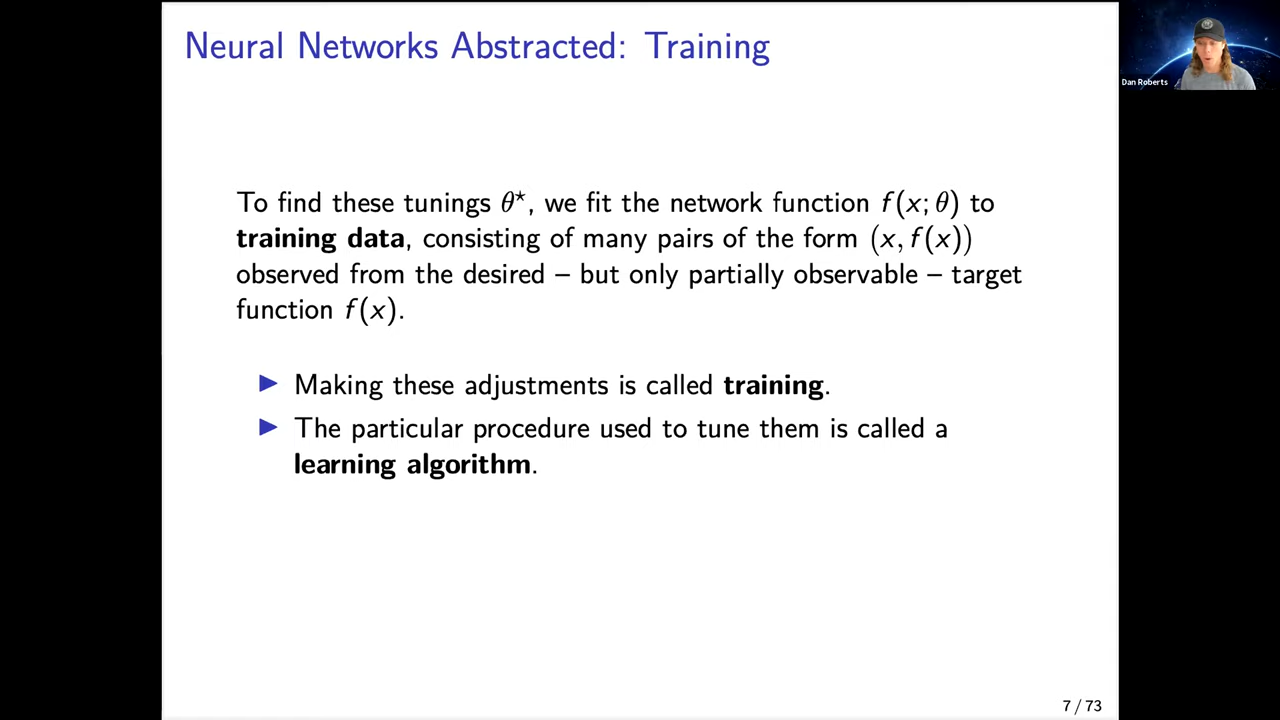 Neural Networks Abstracted: Training
Dan Roberts
To find these tunings θ⋆, we fit the network function f(x; θ) to
training data, consisting of many pairs of the form (x, f(x))
observed from the desired – but only partially observable – target
function f(x).
▶ Making these adjustments is called training.
▶ The particular procedure used to tune them is called a
learning algorithm.
7 / 73